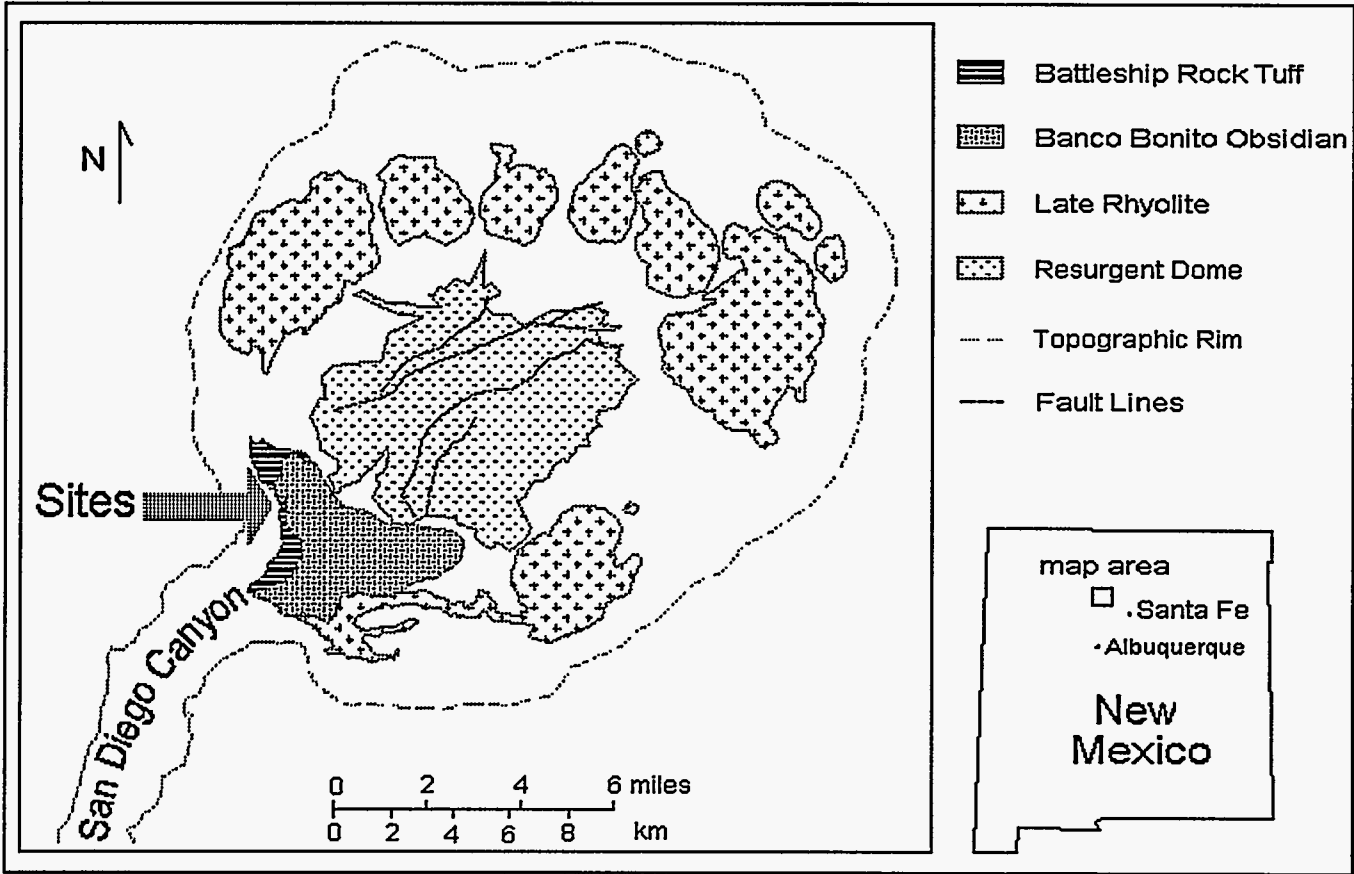 N
Sites
San Diego Canyon
0 2 4 6 miles
0 2 4 6 8 km
Battleship Rock Tuff
Banco Bonito Obsidian
Late Rhyolite
Resurgent Dome
Topographic Rim
Fault Lines
map area
Santa Fe
Albuquerque
New
Mexico